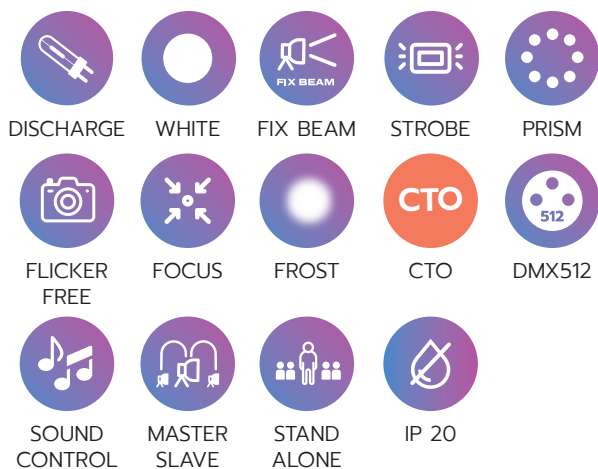 FIX BEAM
DISCHARGE WHITE FIX BEAM STROBE PRISM
CTO 512
FLICKER FREE FOCUS FROST CTO DMX512
SOUND CONTROL MASTER SLAVE STAND ALONE IP 20